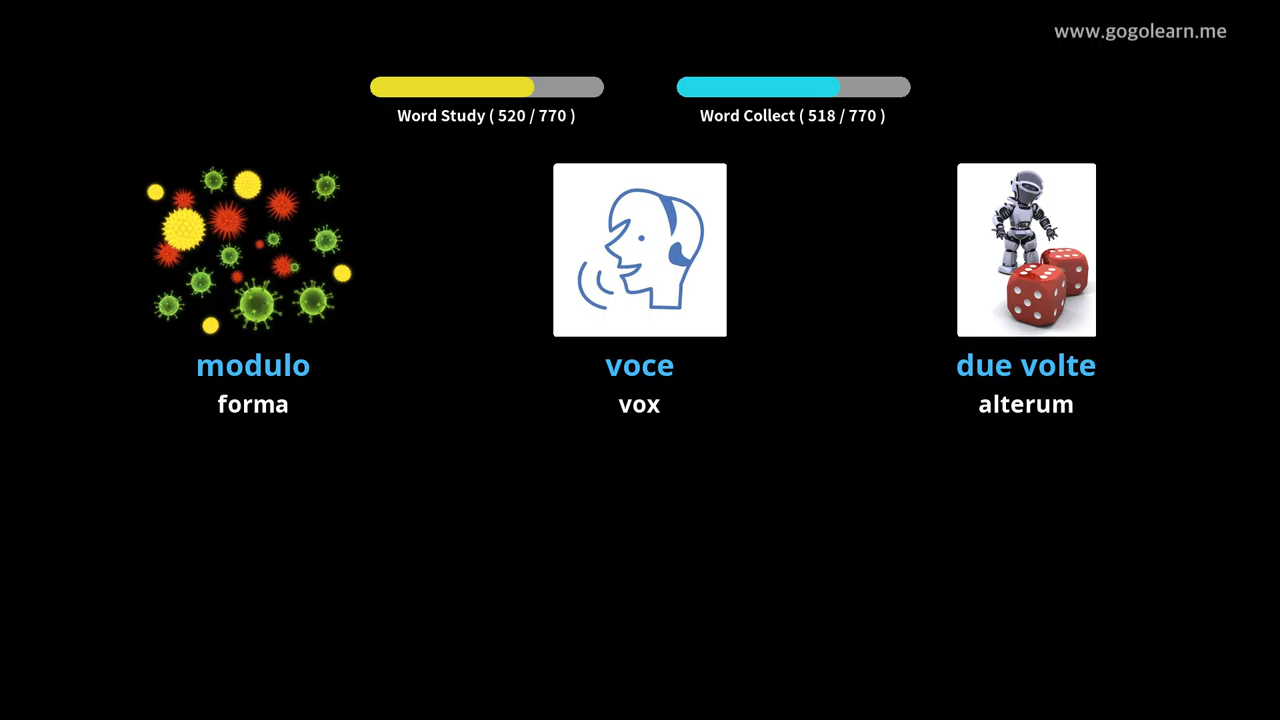 www.gogolearn.me
Word Study ( 520 / 770 )
Word Collect ( 518 / 770 )
modulo
voce
due volte
forma
vox
alterum